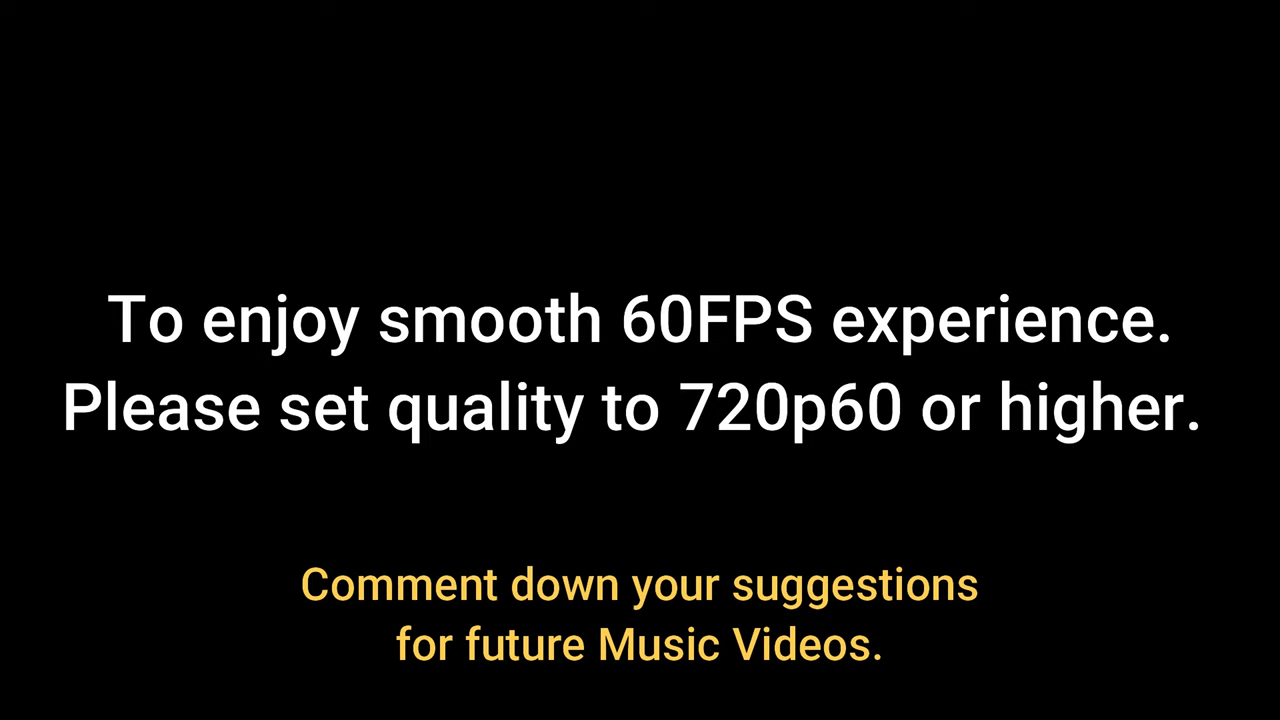 To enjoy smooth 60FPS experience.
Please set quality to 720p60 or higher.
Comment down your suggestions
for future Music Videos.